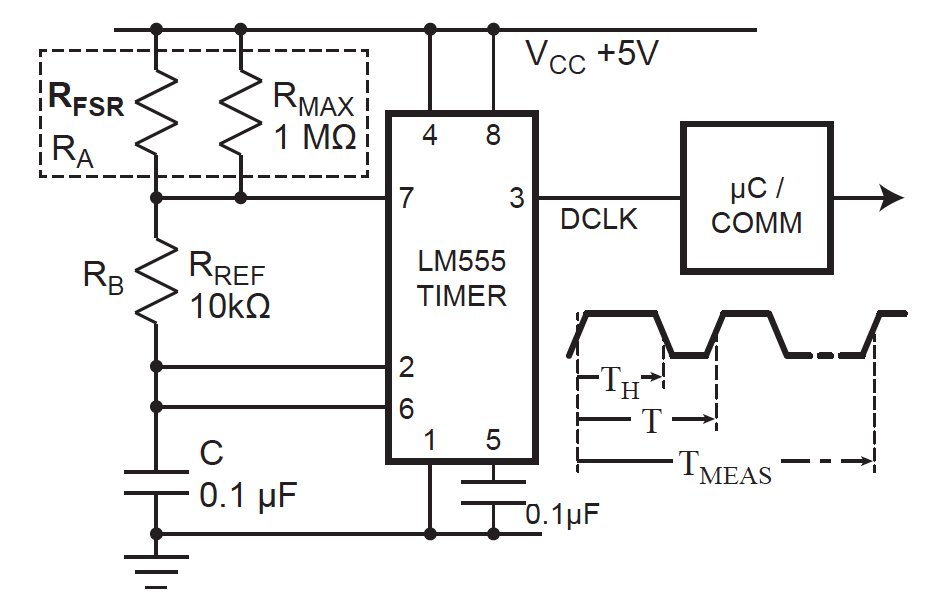 V_CC +5V
R_FSR
R_A
R_MAX
1 MΩ
4
8
7
3
DCLK
µC /
COMM
LM555
TIMER
R_B
R_REF
10kΩ
2
6
1
5
C
0.1 µF
0.1µF
T_H
T
T_MEAS